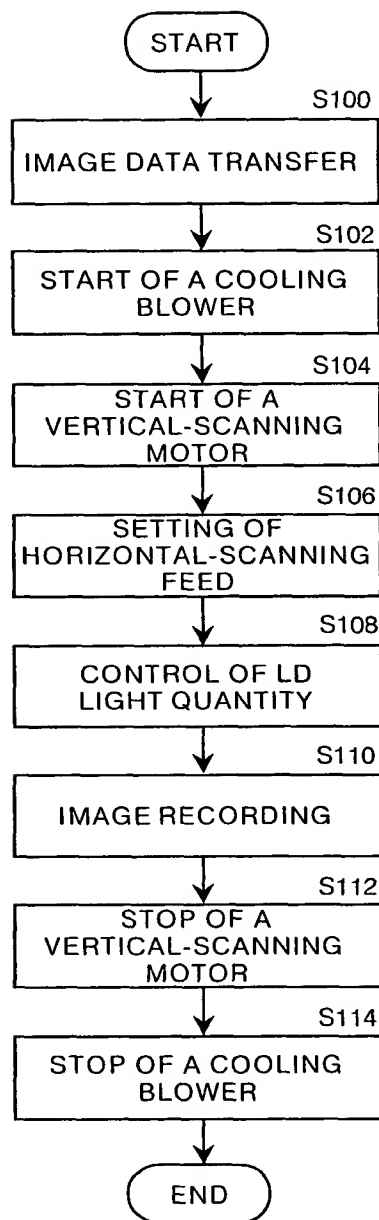 START
S100
IMAGE DATA TRANSFER
S102
START OF A COOLING
BLOWER
S104
START OF A
VERTICAL-SCANNING
MOTOR
S106
SETTING OF
HORIZONTAL-SCANNING
FEED
S108
CONTROL OF LD
LIGHT QUANTITY
S110
IMAGE RECORDING
S112
STOP OF A
VERTICAL-SCANNING
MOTOR
S114
STOP OF A COOLING
BLOWER
END